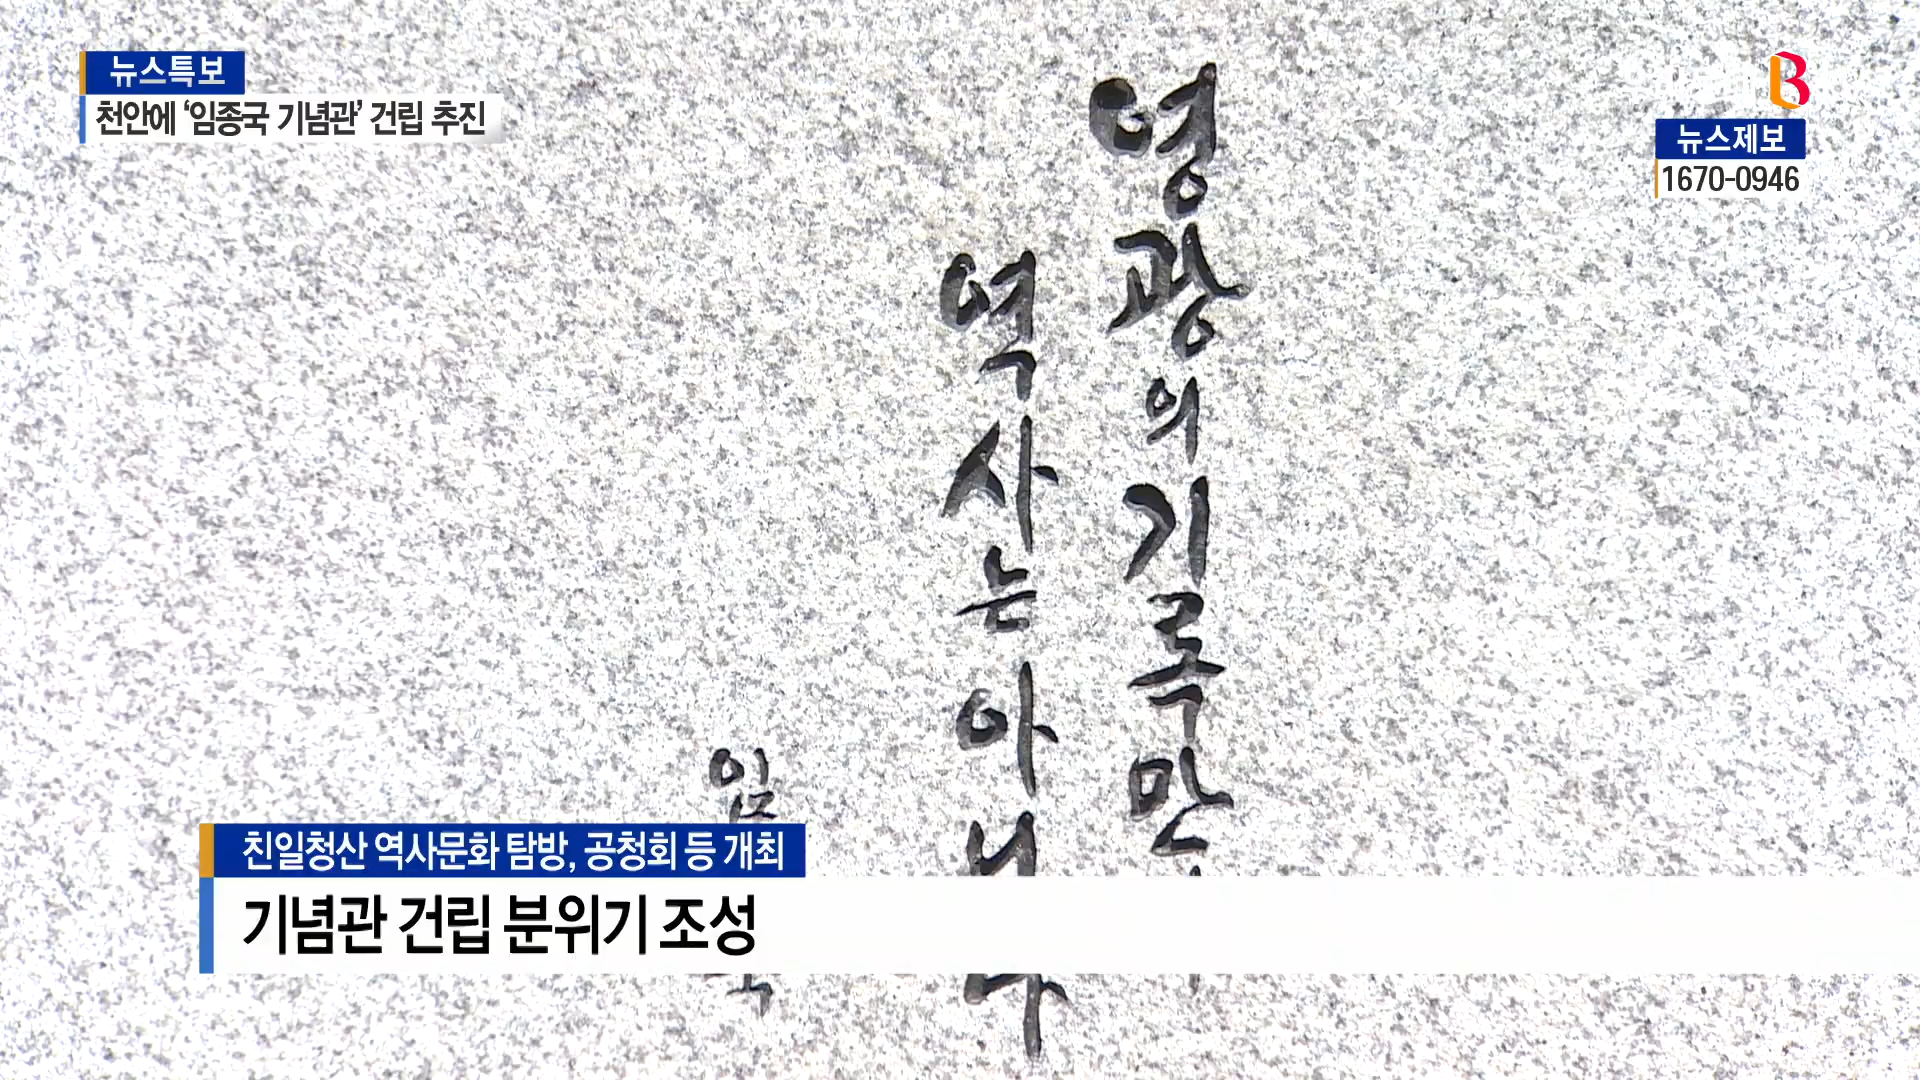 뉴스특보
천안에 ‘임종국 기념관’ 건립 추진
B
뉴스제보
1670-0946
영광의 기록만
역사는 아니
임
친일청산 역사문화 탐방, 공청회 등 개최
기념관 건립 분위기 조성